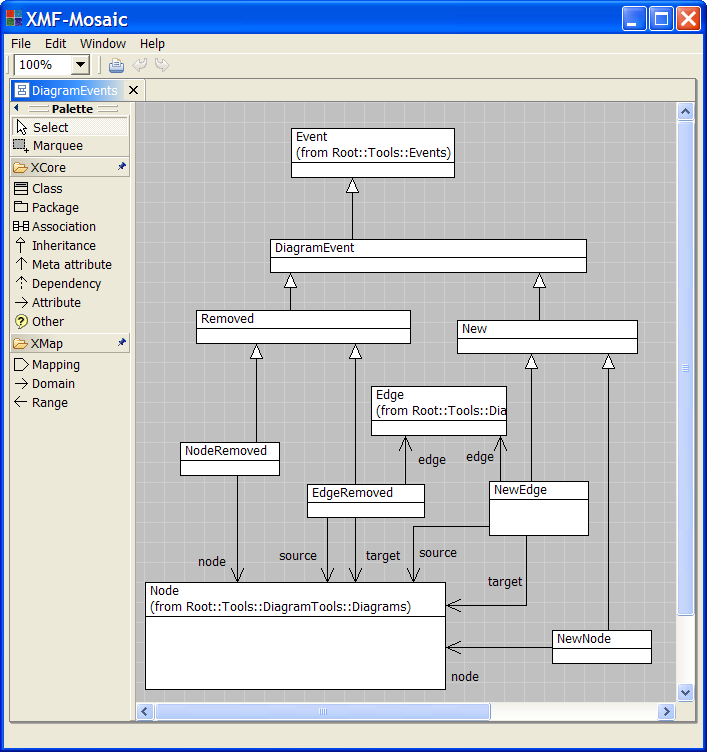 XMF-Mosaic
File Edit Window Help
100%
DiagramEvents
Palette
Select
Marquee
XCore
Class
Package
Association
Inheritance
Meta attribute
Dependency
Attribute
Other
XMap
Mapping
Domain
Range
Event
(from Root::Tools::Events)
DiagramEvent
Removed
New
Edge
(from Root::Tools::Dia
NodeRemoved
edge
edge
EdgeRemoved
NewEdge
node
source
target
source
target
Node
(from Root::Tools::DiagramTools::Diagrams)
NewNode
node